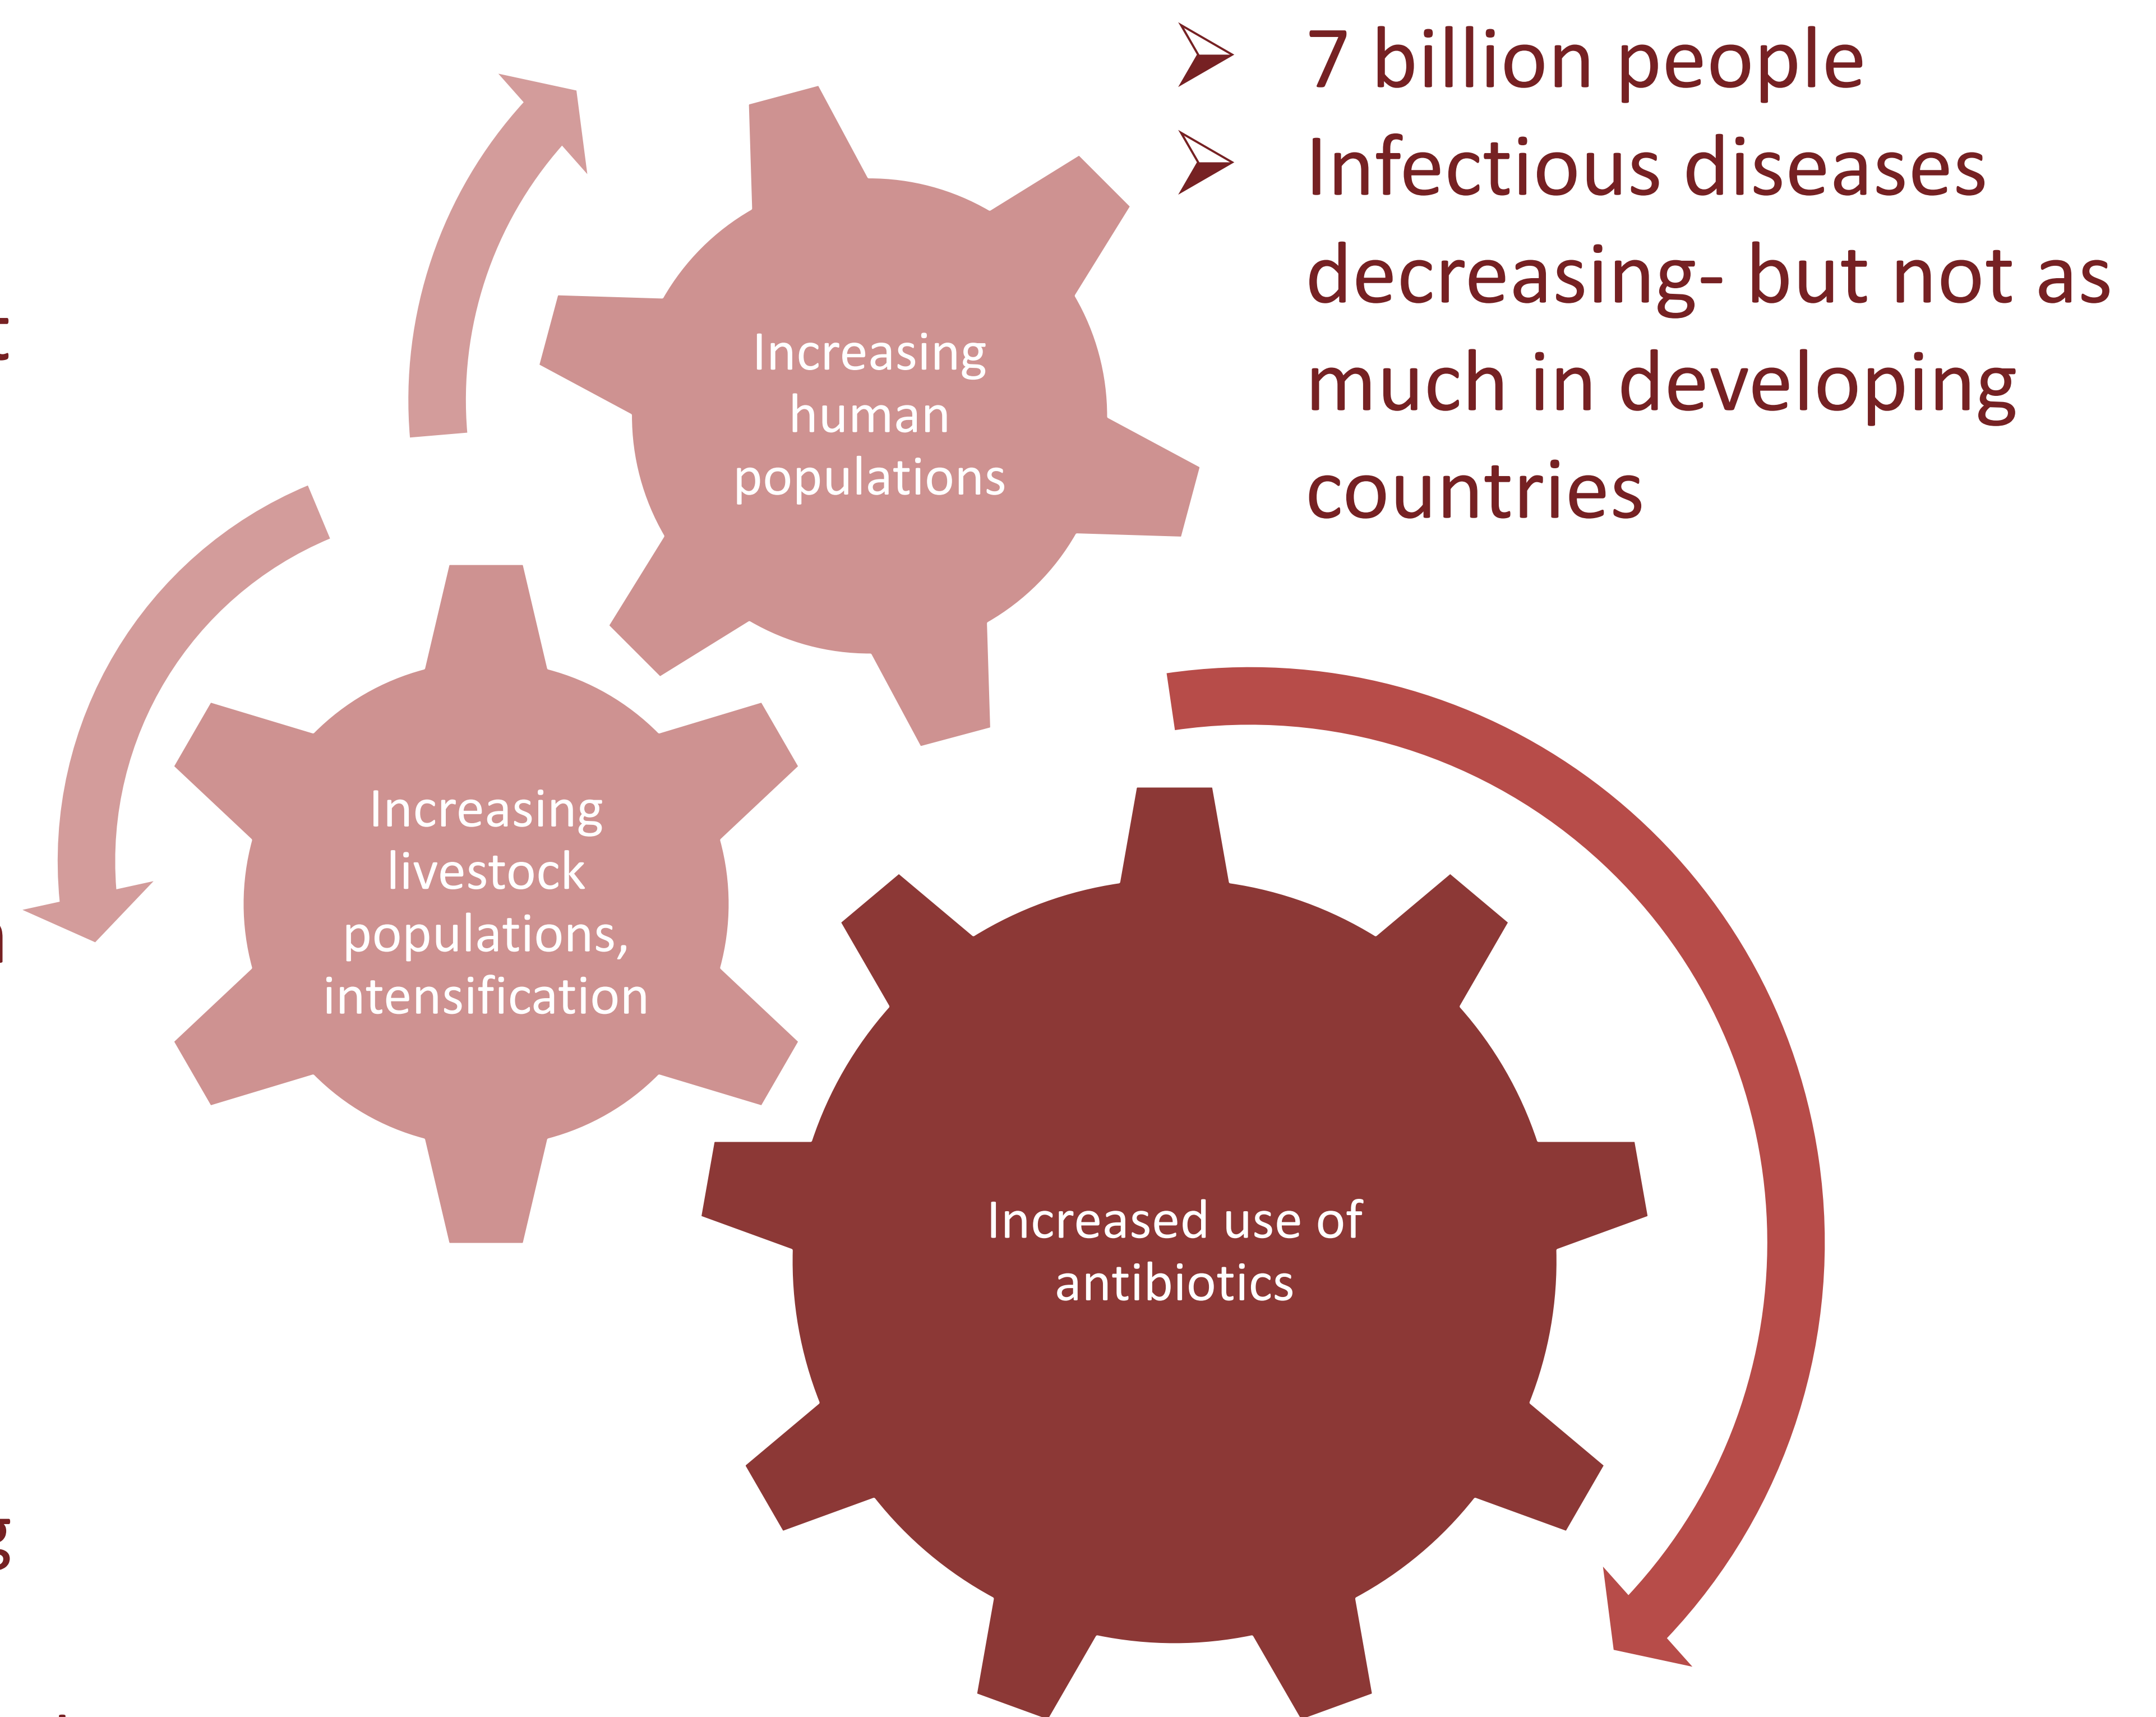 7 billion people
Infectious diseases
decreasing- but not as
much in developing
countries
Increasing
human
populations
Increasing
livestock
populations,
intensification
Increased use of
antibiotics